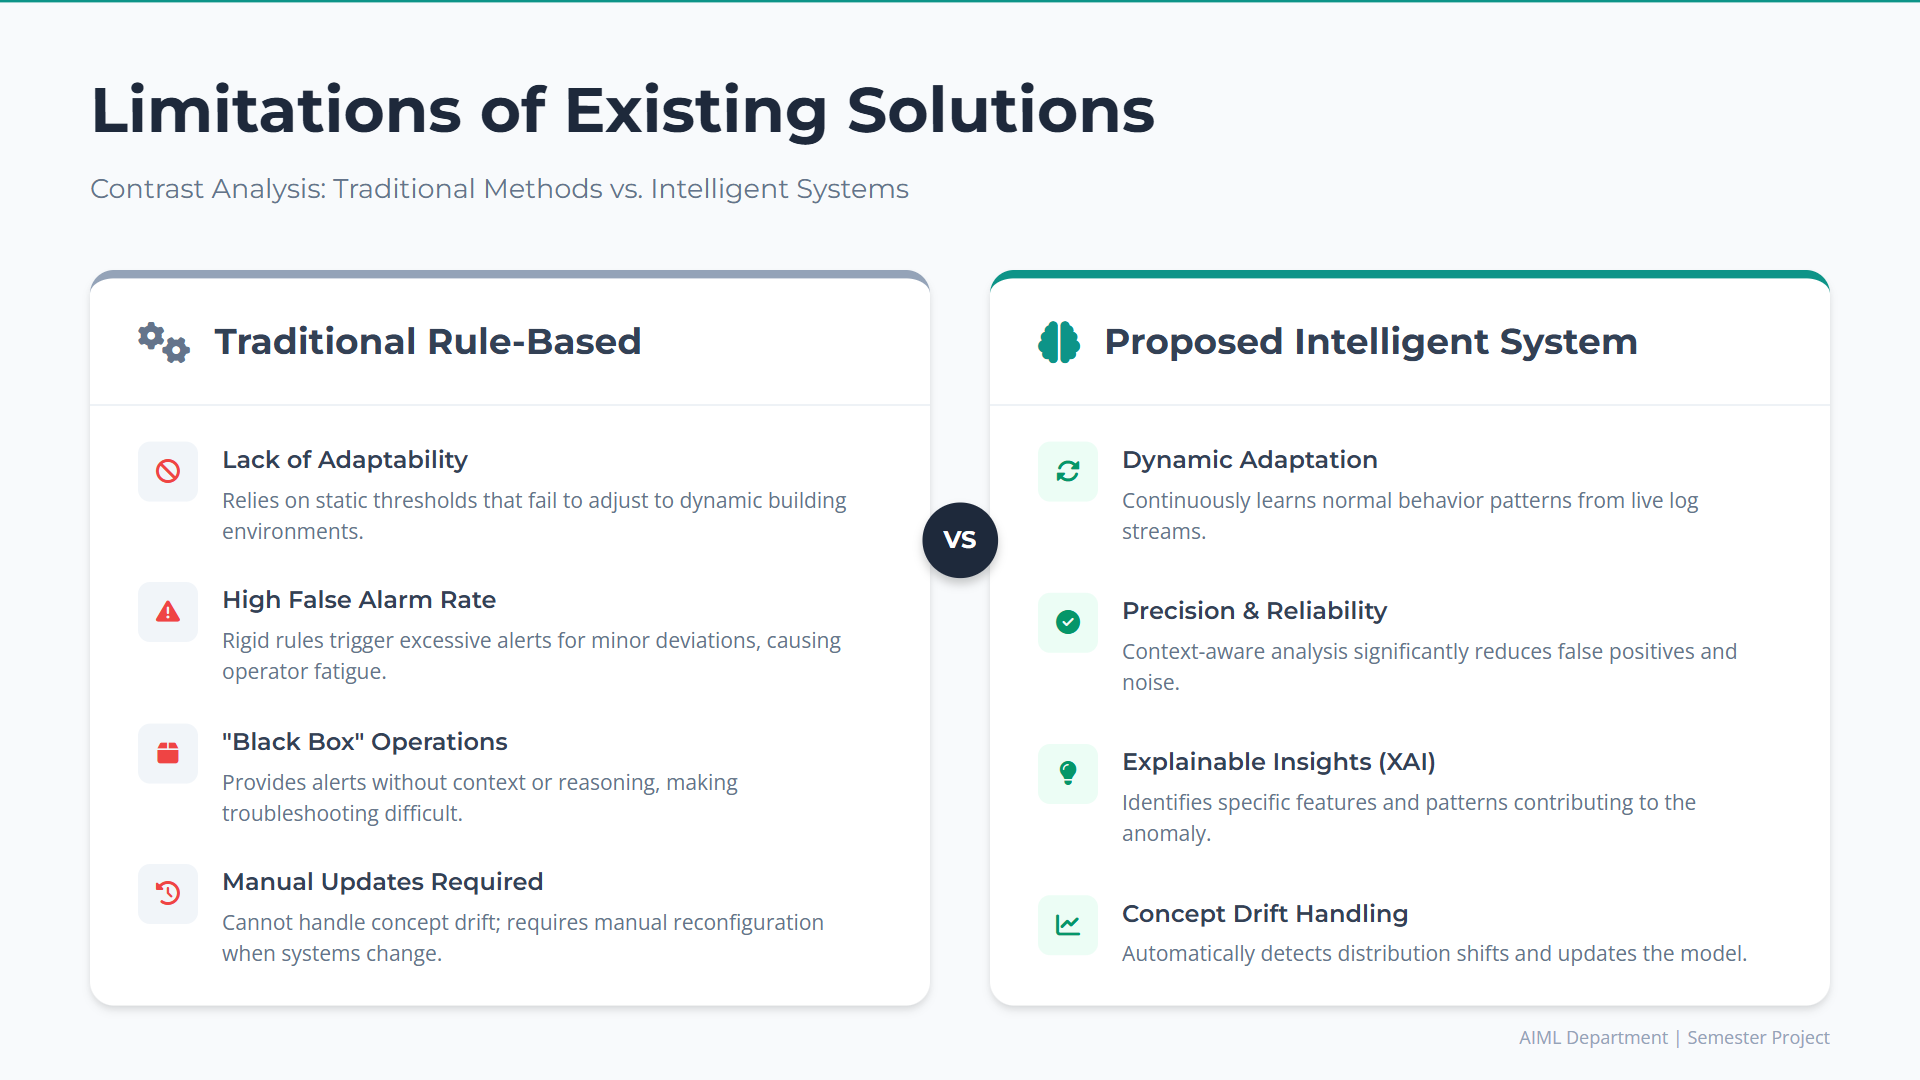 Limitations of Existing Solutions
Contrast Analysis: Traditional Methods vs. Intelligent Systems
Traditional Rule-Based
Lack of Adaptability
Relies on static thresholds that fail to adjust to dynamic building
environments.
High False Alarm Rate
Rigid rules trigger excessive alerts for minor deviations, causing
operator fatigue.
"Black Box" Operations
Provides alerts without context or reasoning, making
troubleshooting difficult.
Manual Updates Required
Cannot handle concept drift; requires manual reconfiguration
when systems change.
VS
Proposed Intelligent System
Dynamic Adaptation
Continuously learns normal behavior patterns from live log
streams.
Precision & Reliability
Context-aware analysis significantly reduces false positives and
noise.
Explainable Insights (XAI)
Identifies specific features and patterns contributing to the
anomaly.
Concept Drift Handling
Automatically detects distribution shifts and updates the model.
AIML Department | Semester Project